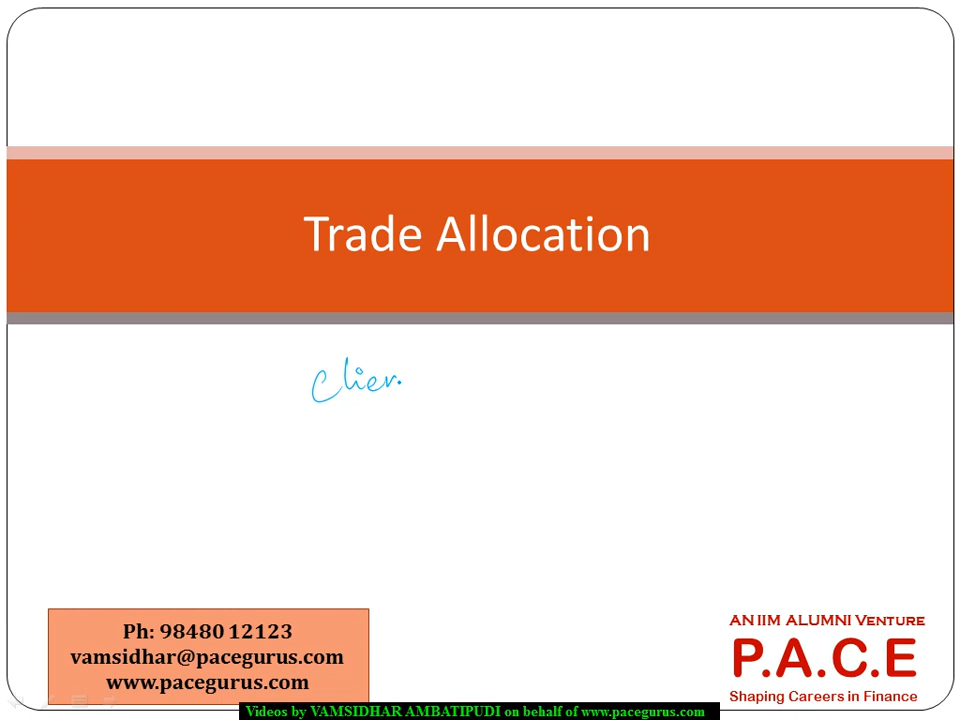 Trade Allocation
Clien
Ph: 98480 12123
vamsidhar@pacegurus.com
www.pacegurus.com
AN IIM ALUMNI VENTURE
P.A.C.E
Shaping Careers in Finance
Videos by VAMSIDHAR AMBATIPUDI on behalf of www.pacegurus.com